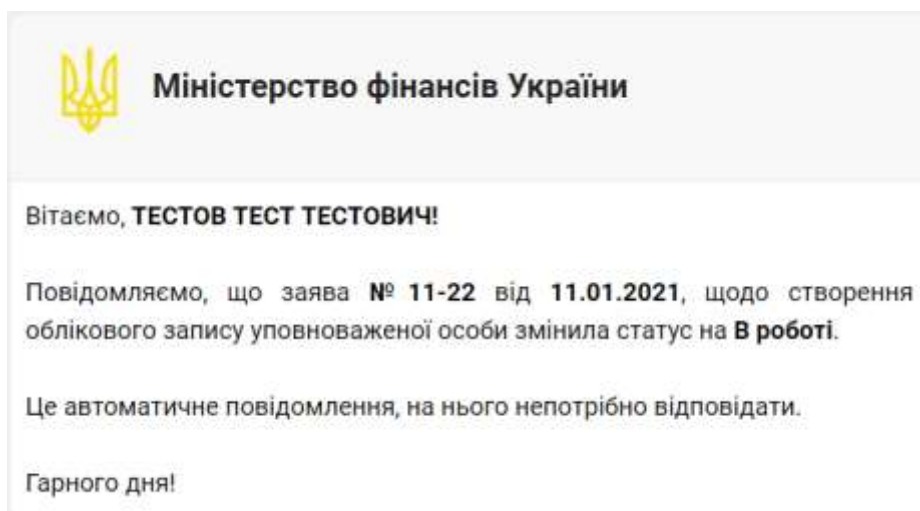 Міністерство фінансів України
Вітаємо, ТЕСТОВ ТЕСТ ТЕСТОВИЧ!
Повідомляємо, що заява № 11-22 від 11.01.2021, щодо створення
облікового запису уповноваженої особи змінила статус на В роботі.
Це автоматичне повідомлення, на нього непотрібно відповідати.
Гарного дня!